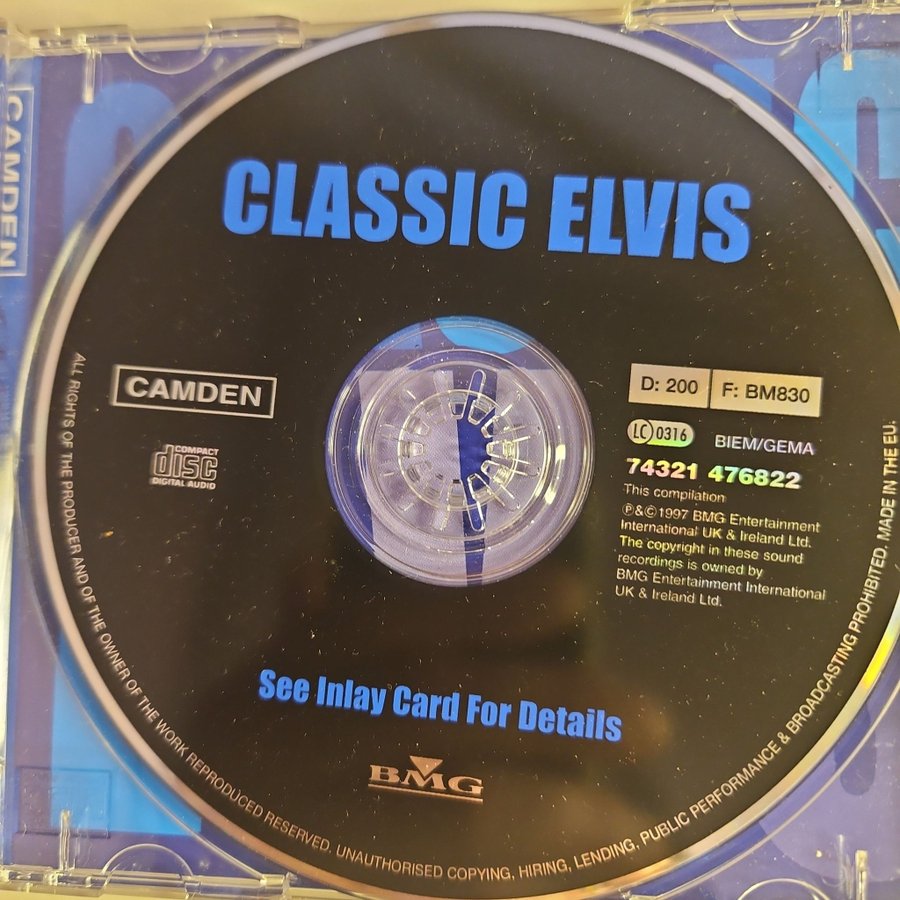 CAMDEN
CLASSIC ELVIS
CAMDEN
COMPACT
disc
DIGITAL AUDIO
D: 200
F: BM830
LC 0316
BIEM/GEMA
74321 476822
This compilation
℗&©1997 BMG Entertainment
International UK & Ireland Ltd.
The copyright in these sound
recordings is owned by
BMG Entertainment International
UK & Ireland Ltd.
See Inlay Card For Details
BMG
ALL RIGHTS OF THE PRODUCER AND OF THE OWNER OF THE WORK REPRODUCED RESERVED. UNAUTHORISED COPYING, HIRING, LENDING, PUBLIC PERFORMANCE & BROADCASTING PROHIBITED. MADE IN THE EU.